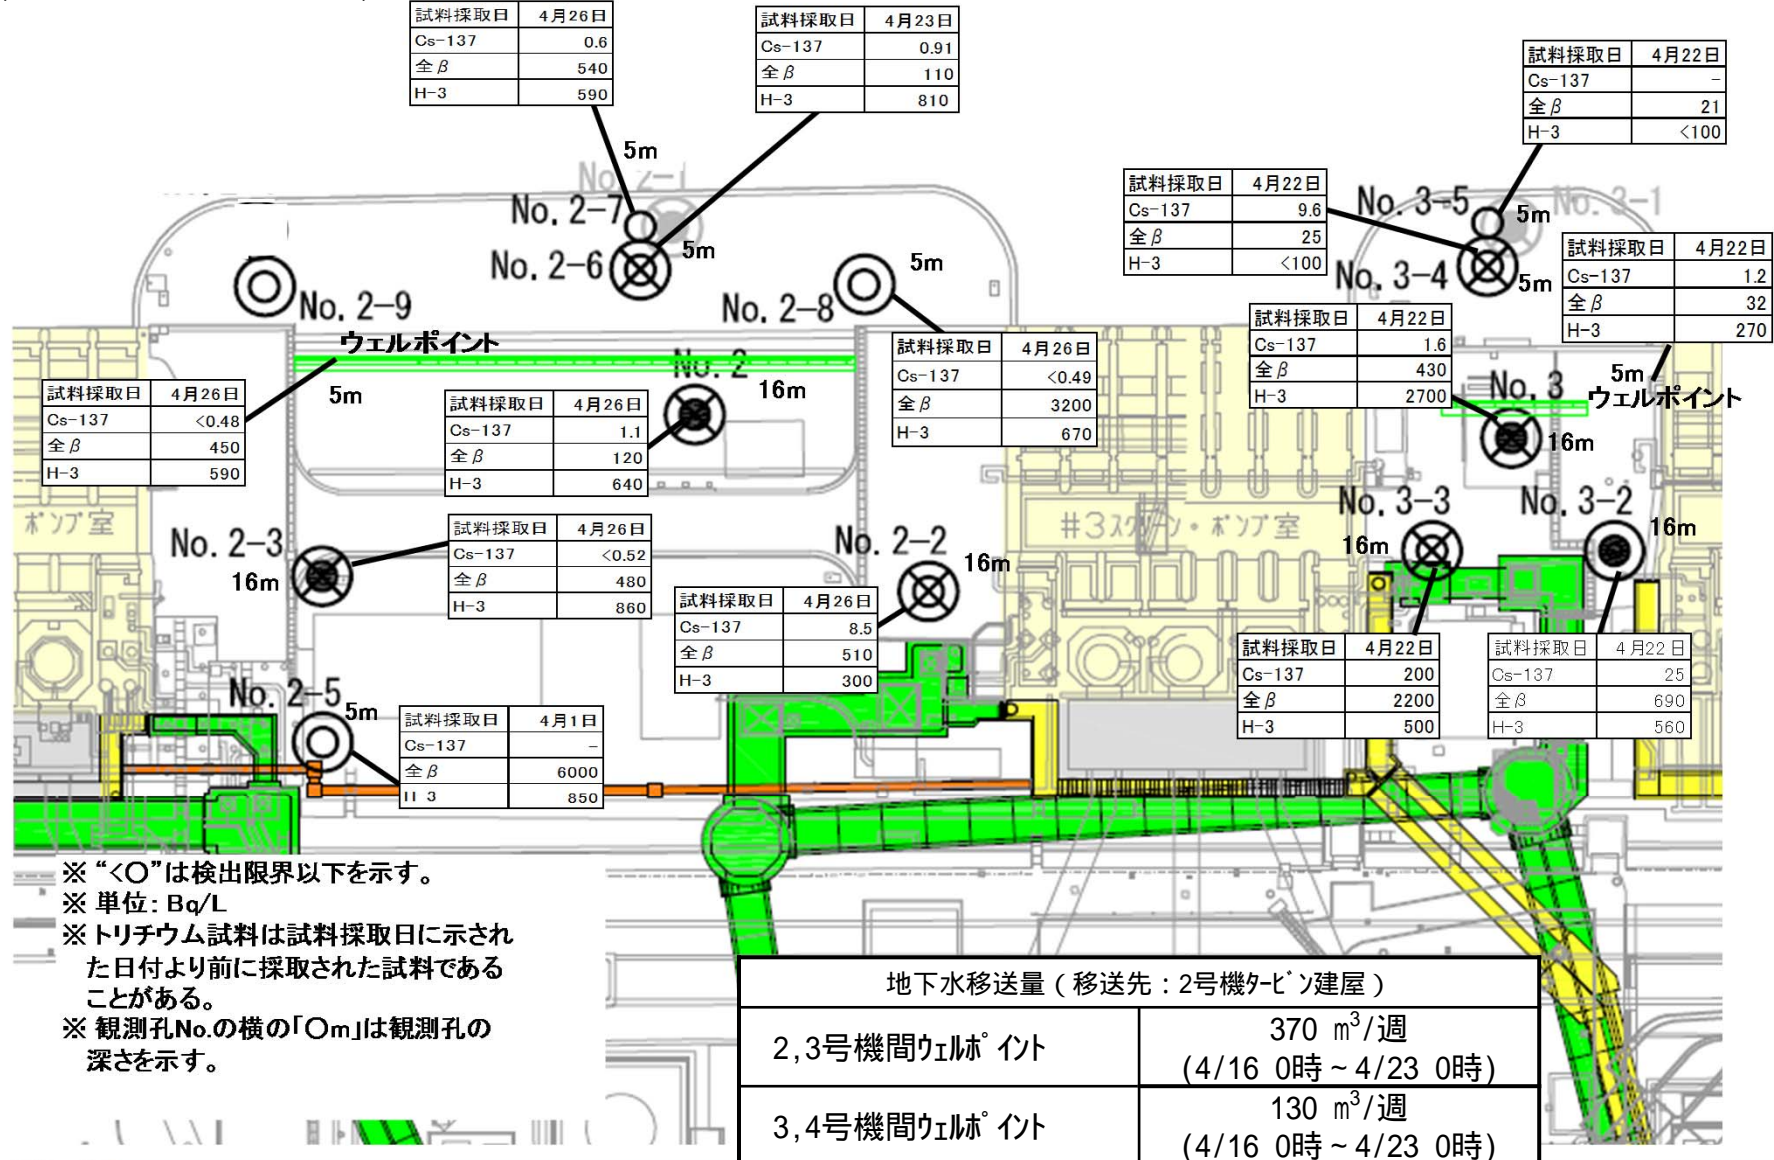 試料採取日 4月26日
Cs-137 0.6
全β 540
H-3 590
試料採取日 4月23日
Cs-137 0.91
全β 110
H-3 810
試料採取日 4月22日
Cs-137 -
全β 21
H-3 <100
5m
No. 2-1
No. 2-7
No. 2-6
5m
試料採取日 4月22日
Cs-137 9.6
全β 25
H-3 <100
No. 3-5
5m
No. 3-1
No. 3-4
5m
試料採取日 4月22日
Cs-137 1.2
全β 32
H-3 270
No. 2-9
No. 2-8
5m
ウェルポイント
5m
試料採取日 4月26日
Cs-137 <0.48
全β 450
H-3 590
No. 2
16m
試料採取日 4月26日
Cs-137 1.1
全β 120
H-3 640
試料採取日 4月26日
Cs-137 <0.49
全β 3200
H-3 670
試料採取日 4月22日
Cs-137 1.6
全β 430
H-3 2700
No. 3
16m
5m
ウェルポイント
ポンプ室
No. 2-3
16m
試料採取日 4月26日
Cs-137 <0.52
全β 480
H-3 860
No. 2-2
16m
試料採取日 4月26日
Cs-137 8.5
全β 510
H-3 300
#3スクリーン・ポンプ室
No. 3-3
16m
No. 3-2
16m
試料採取日 4月22日
Cs-137 200
全β 2200
H-3 500
試料採取日 4月22日
Cs-137 25
全β 690
H-3 560
No. 2-5
5m
試料採取日 4月1日
Cs-137 -
全β 6000
H-3 850
※ “<〇”は検出限界以下を示す。
※ 単位: Bq/L
※ トリチウム試料は試料採取日に示され
た日付より前に採取された試料である
ことがある。
※ 観測孔No.の横の「〇m」は観測孔の
深さを示す。
地下水移送量(移送先:2号機ﾀｰﾋﾞﾝ建屋)
2,3号機間ｳｪﾙﾎﾟｲﾝﾄ
370 m³/週
(4/16 0時~4/23 0時)
3,4号機間ｳｪﾙﾎﾟｲﾝﾄ
130 m³/週
(4/16 0時~4/23 0時)